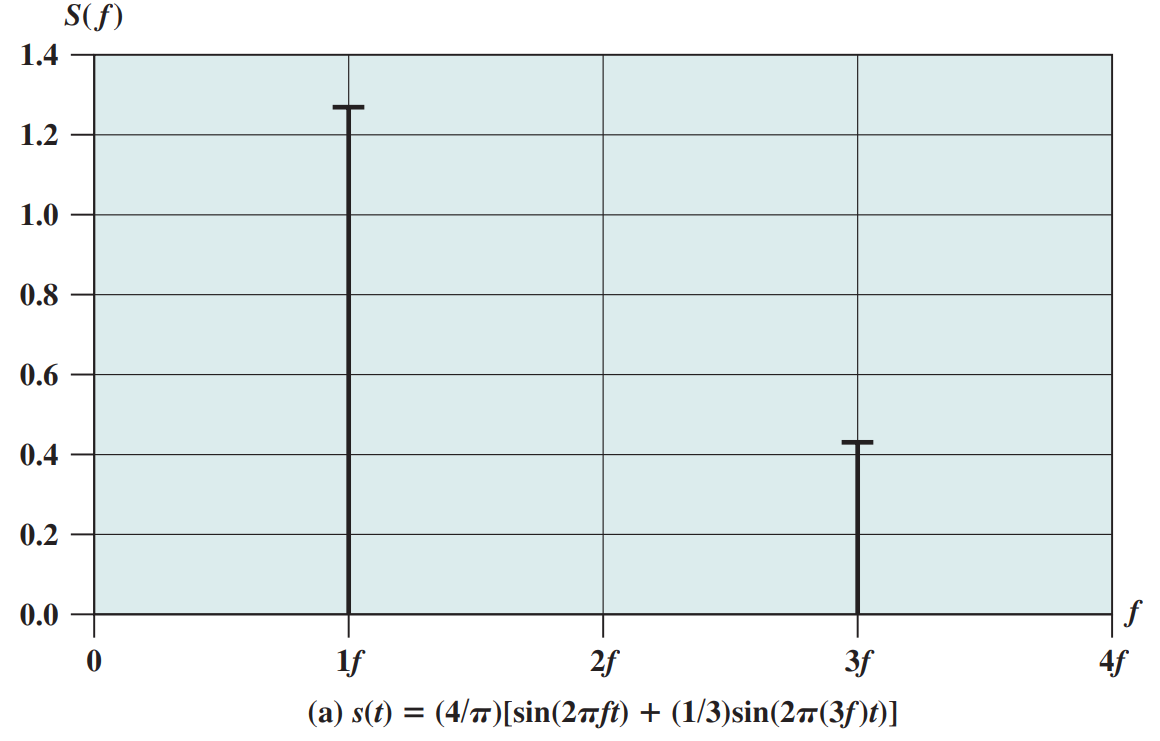 S(f)
1.4
1.2
1.0
0.8
0.6
0.4
0.2
0.0
f
0 1f 2f 3f 4f
(a) s(t) = (4/π)[sin(2πft) + (1/3)sin(2π(3f)t)]